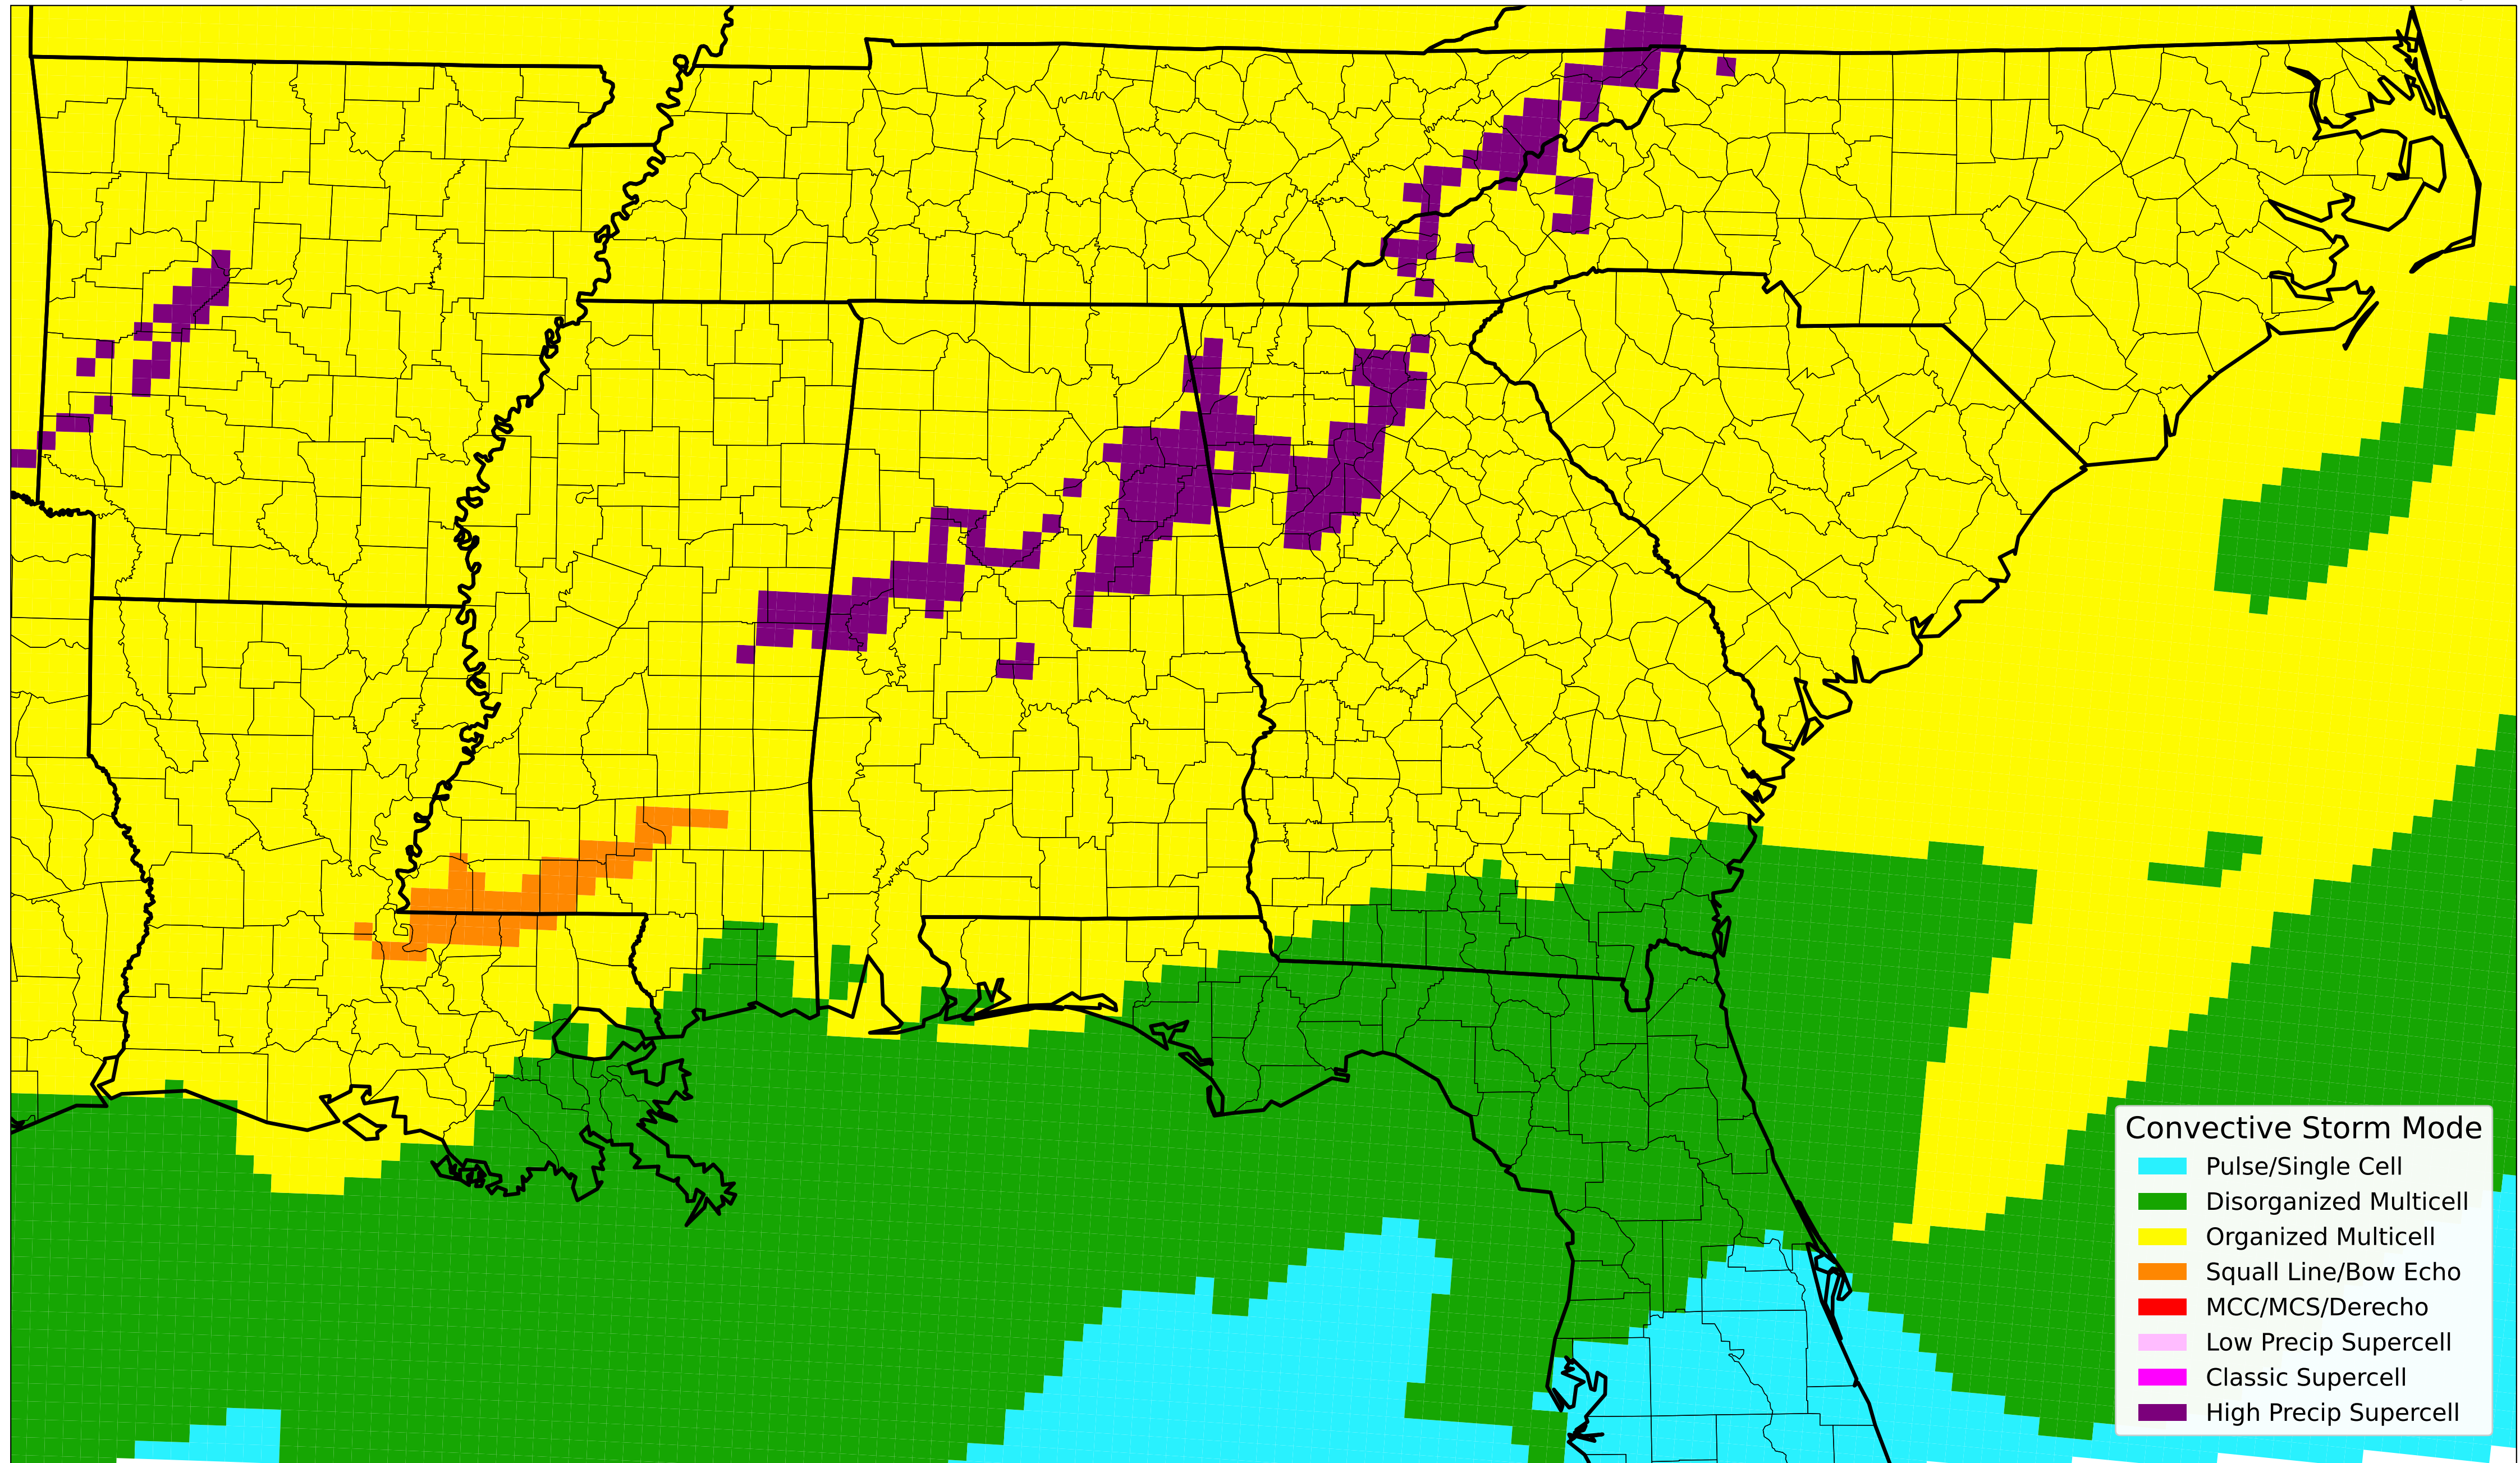 Convective Storm Mode
Pulse/Single Cell
Disorganized Multicell
Organized Multicell
Squall Line/Bow Echo
MCC/MCS/Derecho
Low Precip Supercell
Classic Supercell
High Precip Supercell